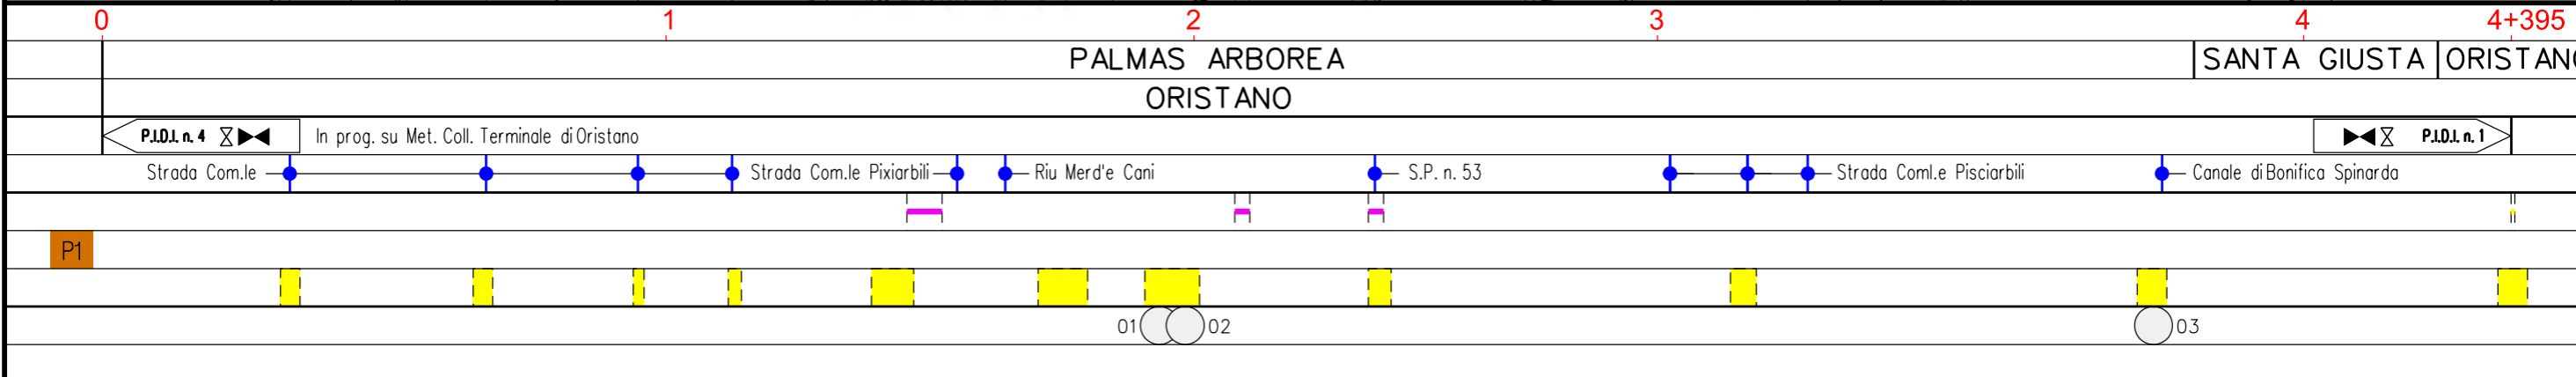 0 1 2 3 4 4+395
PALMAS ARBOREA SANTA GIUSTA ORISTANO
ORISTANO
P.I.D.I. n. 4 In prog. su Met. Coll. Terminale di Oristano P.I.D.I. n. 1
Strada Com.le Strada Com.le Pixiarbili Riu Merd'e Cani S.P. n. 53 Strada Coml.e Pisciarbili Canale di Bonifica Spinarda
P1
01 02 03